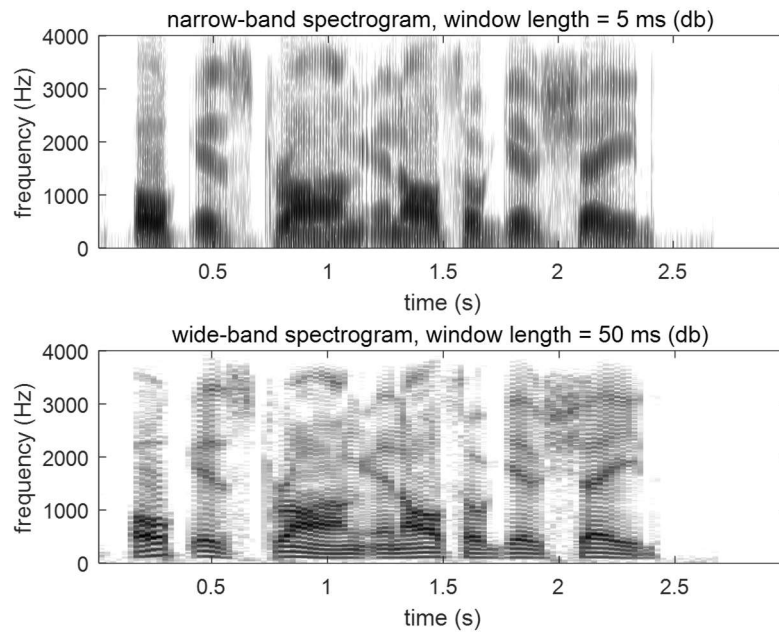 narrow-band spectrogram, window length = 5 ms (db)
4000
3000
2000
1000
0
frequency (Hz)
0.5 1 1.5 2 2.5
time (s)
wide-band spectrogram, window length = 50 ms (db)
4000
3000
2000
1000
0
frequency (Hz)
0.5 1 1.5 2 2.5
time (s)